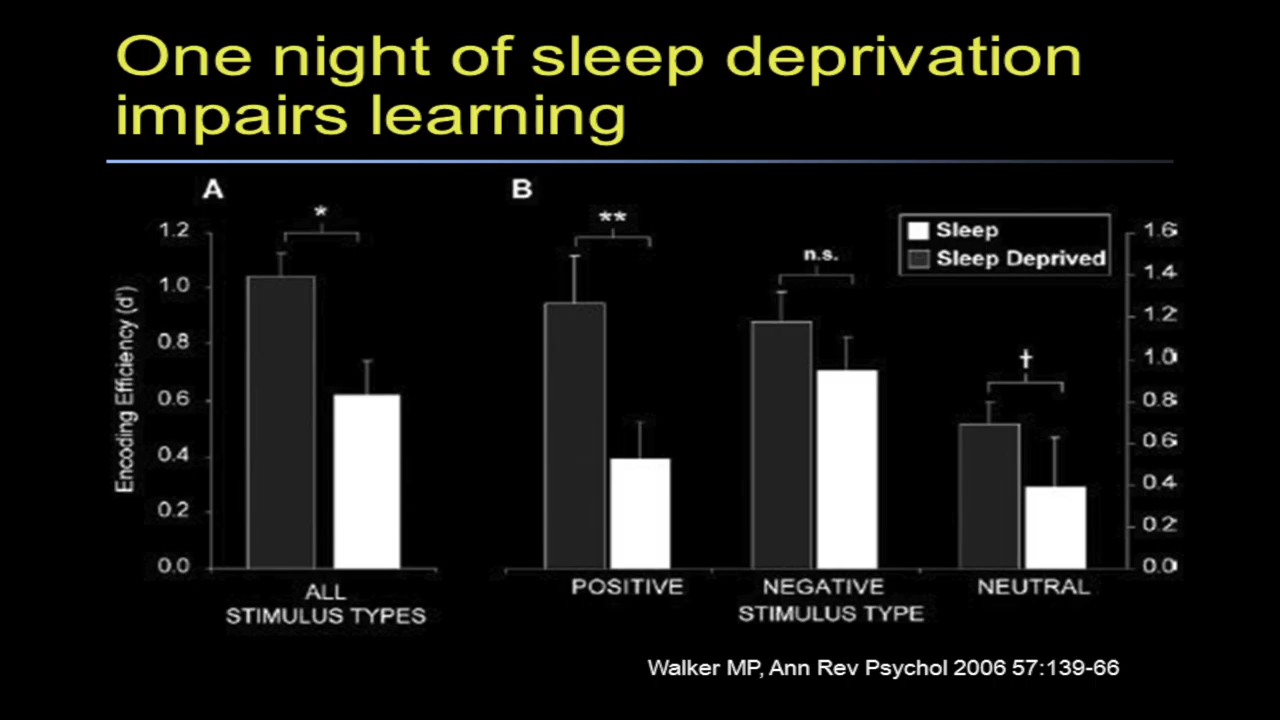 One night of sleep deprivation
impairs learning
A
B
*
**
n.s.
†
Sleep
Sleep Deprived
Encoding Efficiency (d')
1.2
1.0
0.8
0.6
0.4
0.2
0.0
1.6
1.4
1.2
1.0
0.8
0.6
0.4
0.2
0.0
ALL
STIMULUS TYPES
POSITIVE
NEGATIVE
NEUTRAL
STIMULUS TYPE
Walker MP, Ann Rev Psychol 2006 57:139-66